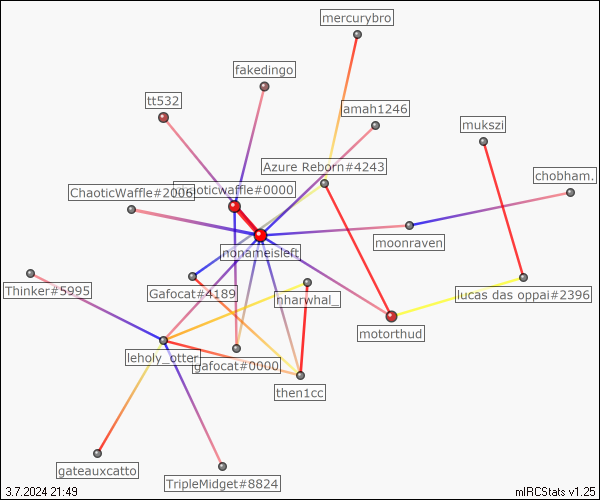 mercurybro
fakedingo
tt532
amah1246
mukszi
Azure Reborn#4243
chobham.
ChaoticWaffle#2006
chaoticwaffle#0000
moonraven
nonameisleft
Thinker#5995
Gafocat#4189
nharwhal_
lucas das oppai#2396
motorthud
leholy_otter
gafocat#0000
then1cc
gateauxcatto
TripleMidget#8824
3.7.2024 21:49
mIRCStats v1.25